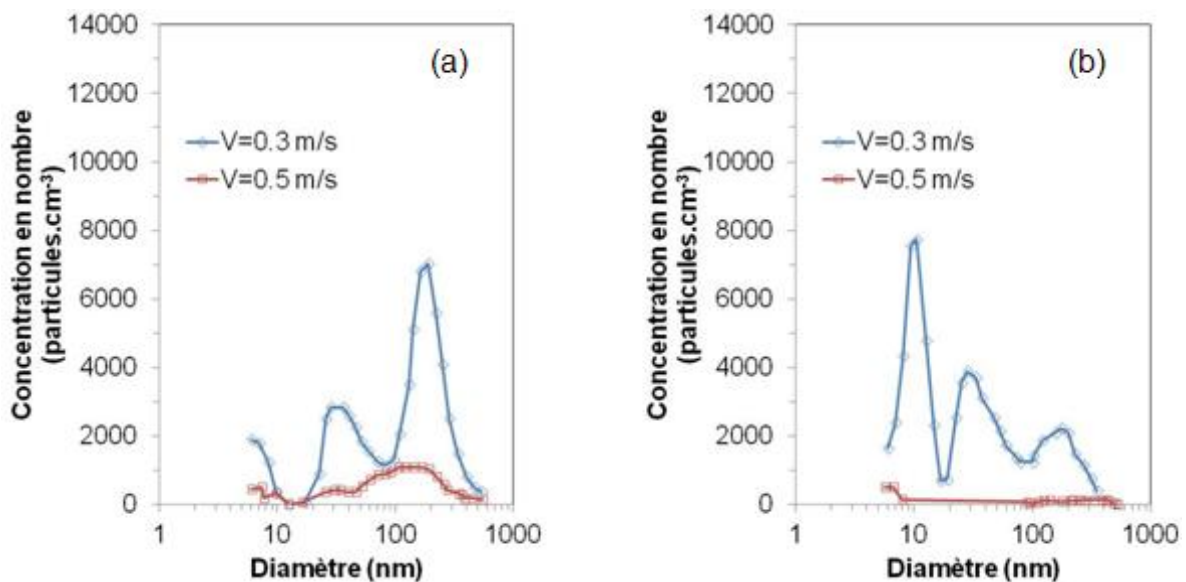 14000
12000
10000
8000
6000
4000
2000
0
Concentration en nombre
(particules.cm-³)
(a)
V=0.3 m/s
V=0.5 m/s
1 10 100 1000
Diamètre (nm)
14000
12000
10000
8000
6000
4000
2000
0
Concentration en nombre
(particules.cm-³)
(b)
V=0.3 m/s
V=0.5 m/s
1 10 100 1000
Diamètre (nm)